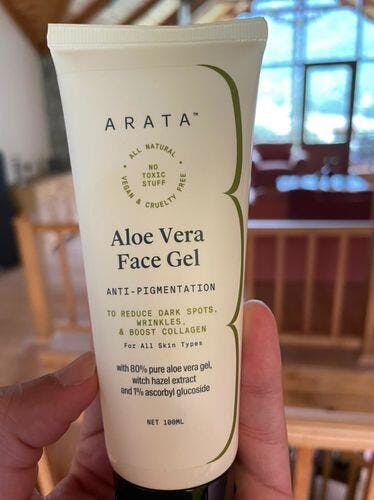 ARATA™
ALL NATURAL
NO
TOXIC
STUFF
VEGAN & CRUELTY FREE
Aloe Vera
Face Gel
ANTI-PIGMENTATION
TO REDUCE DARK SPOTS,
WRINKLES,
& BOOST COLLAGEN
For All Skin Types
with 80% pure aloe vera gel,
witch hazel extract
and 1% ascorbyl glucoside
NET 100ML